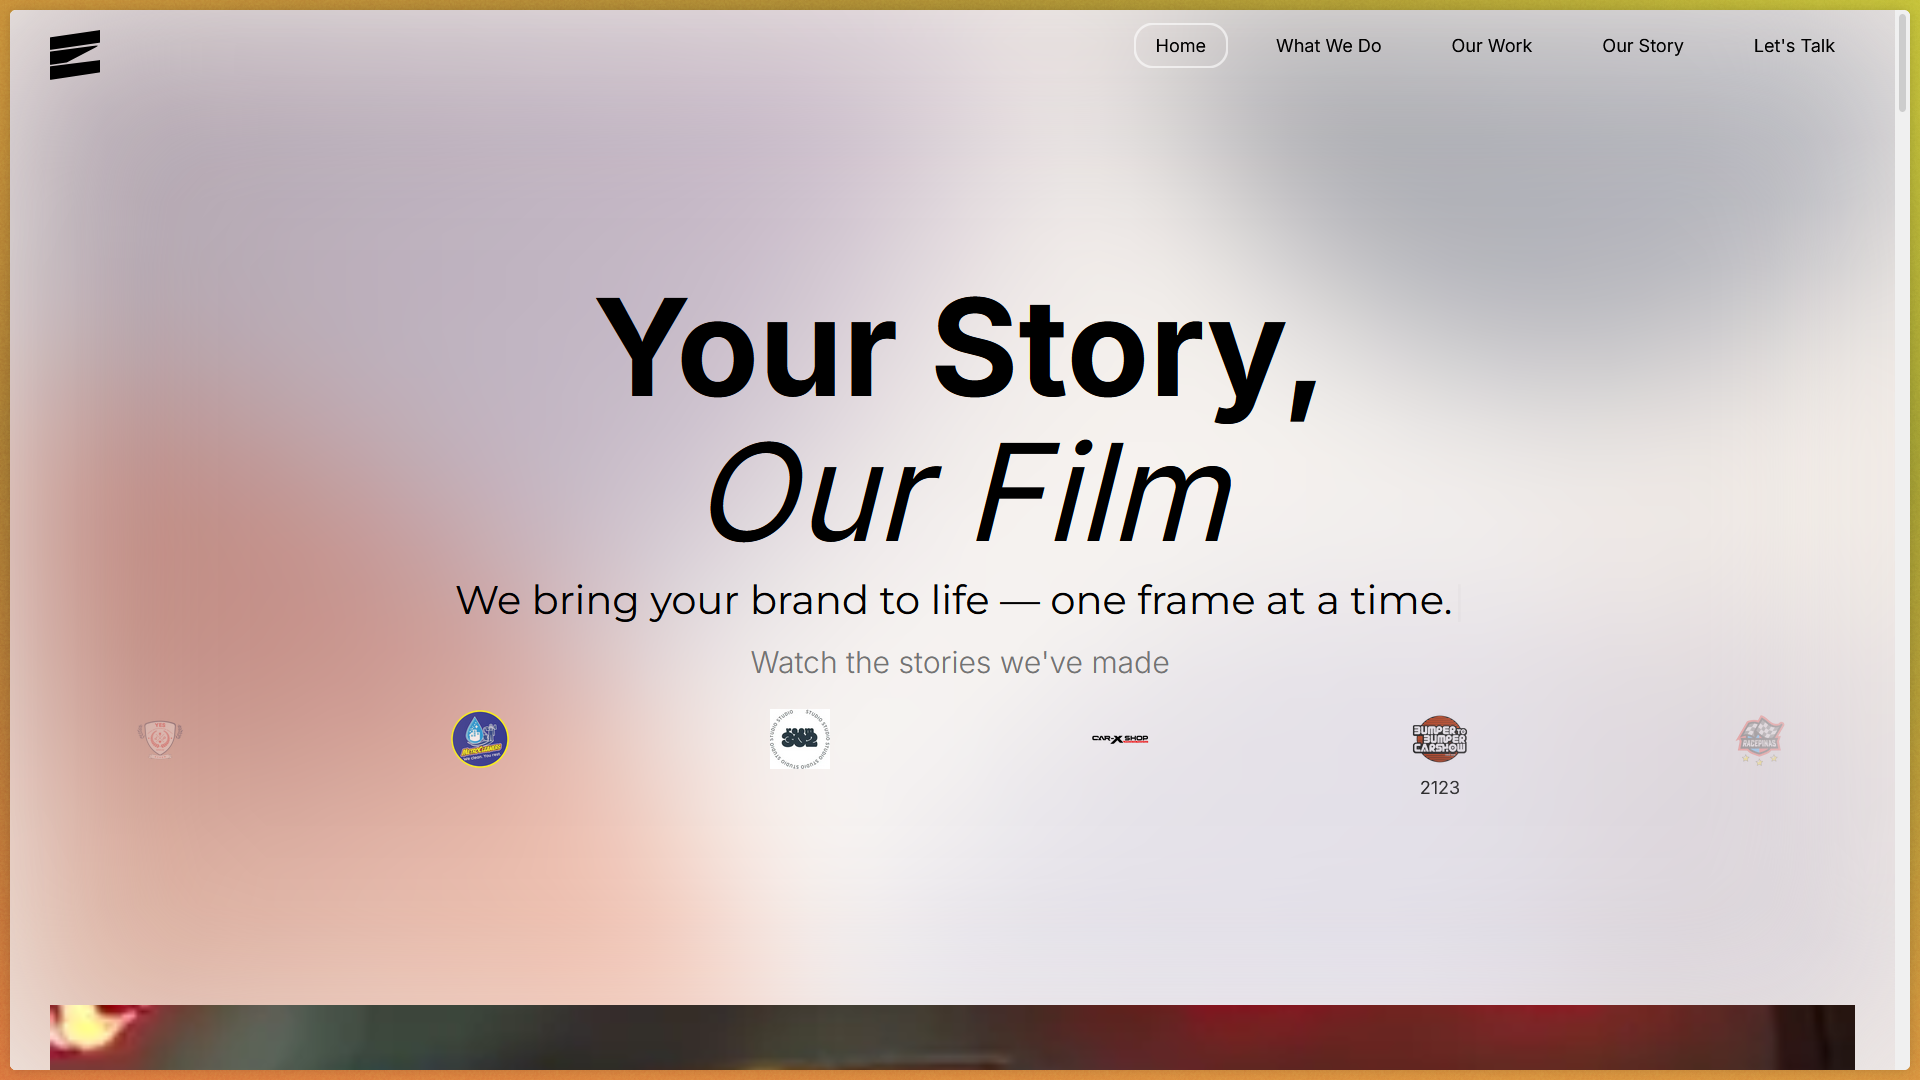 Home
What We Do
Our Work
Our Story
Let's Talk
Your Story,
Our Film
We bring your brand to life — one frame at a time.
Watch the stories we've made
METROCLEANERS
302
CAR-X SHOP
BUMPER TO
BUMPER
CARSHOW
RACEPINAS
2123